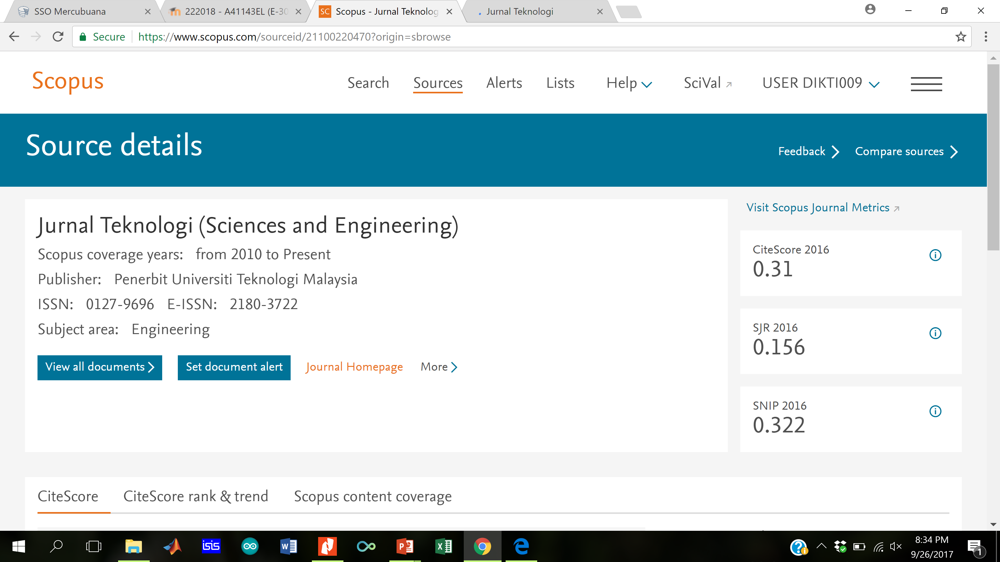 SSO Mercubuana
222018 - A41143EL (E-30
SC Scopus - Jurnal Teknolog
Jurnal Teknologi
Secure https://www.scopus.com/sourceid/21100220470?origin=sbrowse
Scopus Search Sources Alerts Lists Help SciVal USER DIKTI009
Source details
Feedback Compare sources
Jurnal Teknologi (Sciences and Engineering)
Scopus coverage years: from 2010 to Present
Publisher: Penerbit Universiti Teknologi Malaysia
ISSN: 0127-9696 E-ISSN: 2180-3722
Subject area: Engineering
View all documents Set document alert Journal Homepage More
Visit Scopus Journal Metrics
CiteScore 2016
0.31
SJR 2016
0.156
SNIP 2016
0.322
CiteScore CiteScore rank & trend Scopus content coverage
isis
8:34 PM
9/26/2017
1